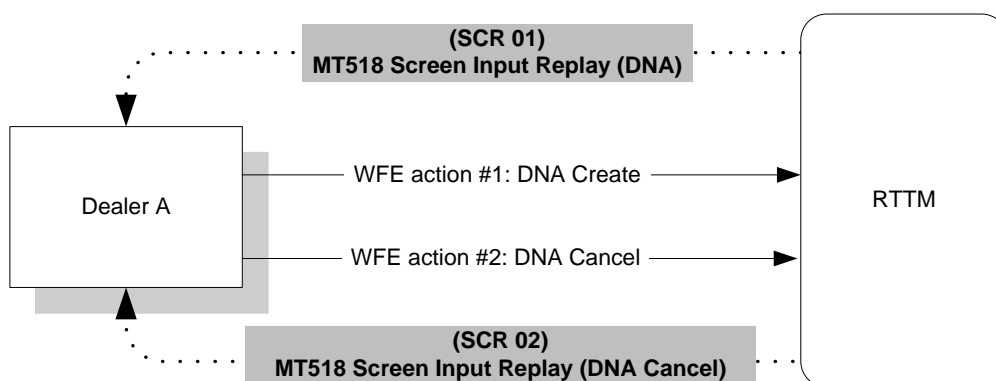 (SCR 01)
MT518 Screen Input Replay (DNA)
WFE action #1: DNA Create
Dealer A
RTTM
WFE action #2: DNA Cancel
(SCR 02)
MT518 Screen Input Replay (DNA Cancel)